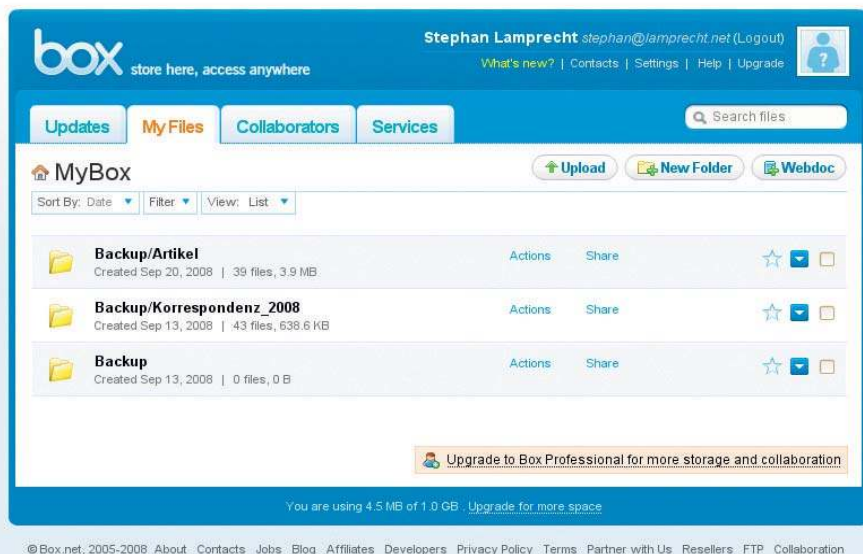 box store here, access anywhere
Stephan Lamprecht stephan@lamprecht.net (Logout)
What's new? | Contacts | Settings | Help | Upgrade
?
Updates My Files Collaborators Services
Search files
MyBox
Upload New Folder Webdoc
Sort By: Date Filter View: List
Backup/Artikel
Created Sep 20, 2008 | 39 files, 3.9 MB
Actions Share
Backup/Korrespondenz_2008
Created Sep 13, 2008 | 43 files, 638.6 KB
Actions Share
Backup
Created Sep 13, 2008 | 0 files, 0 B
Actions Share
Upgrade to Box Professional for more storage and collaboration
You are using 4.5 MB of 1.0 GB . Upgrade for more space
©Box.net, 2005-2008 About Contacts Jobs Blog Affiliates Developers Privacy Policy Terms Partner with Us Resellers FTP Collaboration